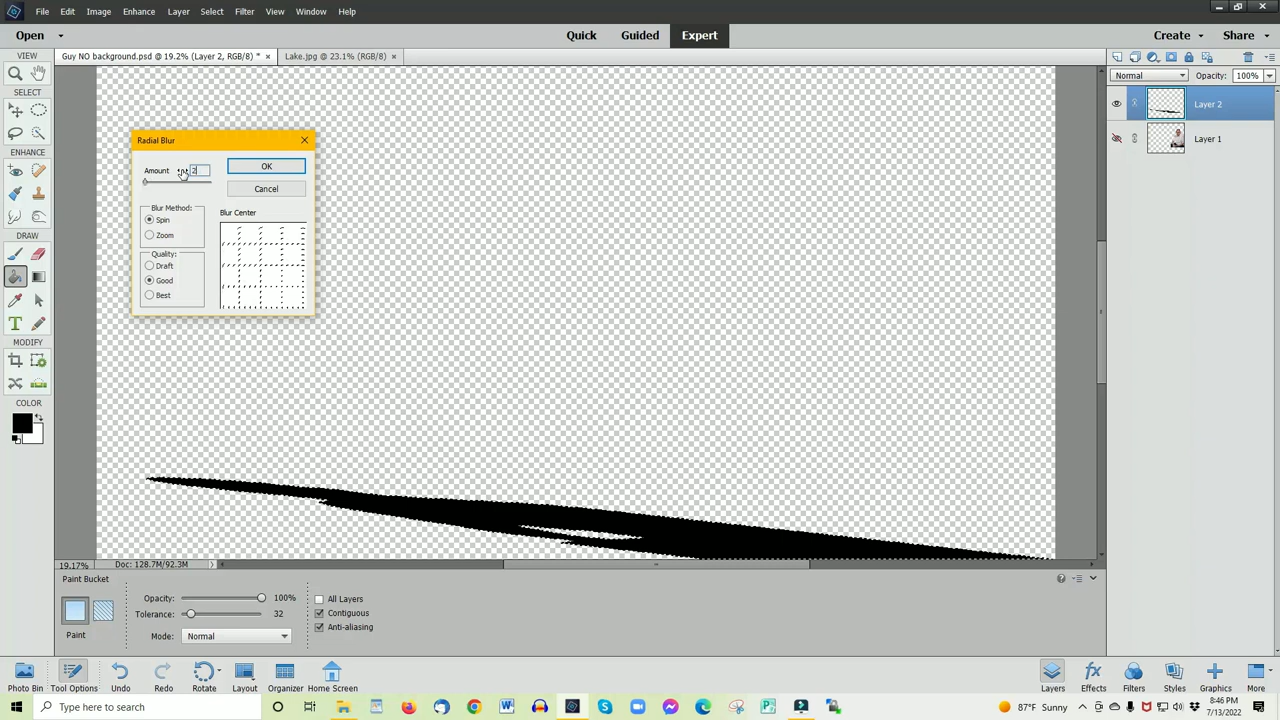 File Edit Image Enhance Layer Select Filter View Window Help
Open Quick Guided Expert Create Share
VIEW
Guy NO background.psd @ 19.2% (Layer 2, RGB/8) * × Lake.jpg @ 23.1% (RGB/8) ×
Normal Opacity: 100%
SELECT
Layer 2
Layer 1
ENHANCE
DRAW
MODIFY
COLOR
Radial Blur
Amount 2
OK
Cancel
Blur Method:
Spin
Zoom
Blur Center
Quality:
Draft
Good
Best
19.17% Doc: 128.7M/92.3M
Paint Bucket
Paint
Opacity: 100%
Tolerance: 32
Mode: Normal
All Layers
Contiguous
Anti-aliasing
Photo Bin Tool Options Undo Redo Rotate Layout Organizer Home Screen Layers Effects Filters Styles Graphics More
Type here to search
87°F Sunny
8:46 PM
7/13/2022